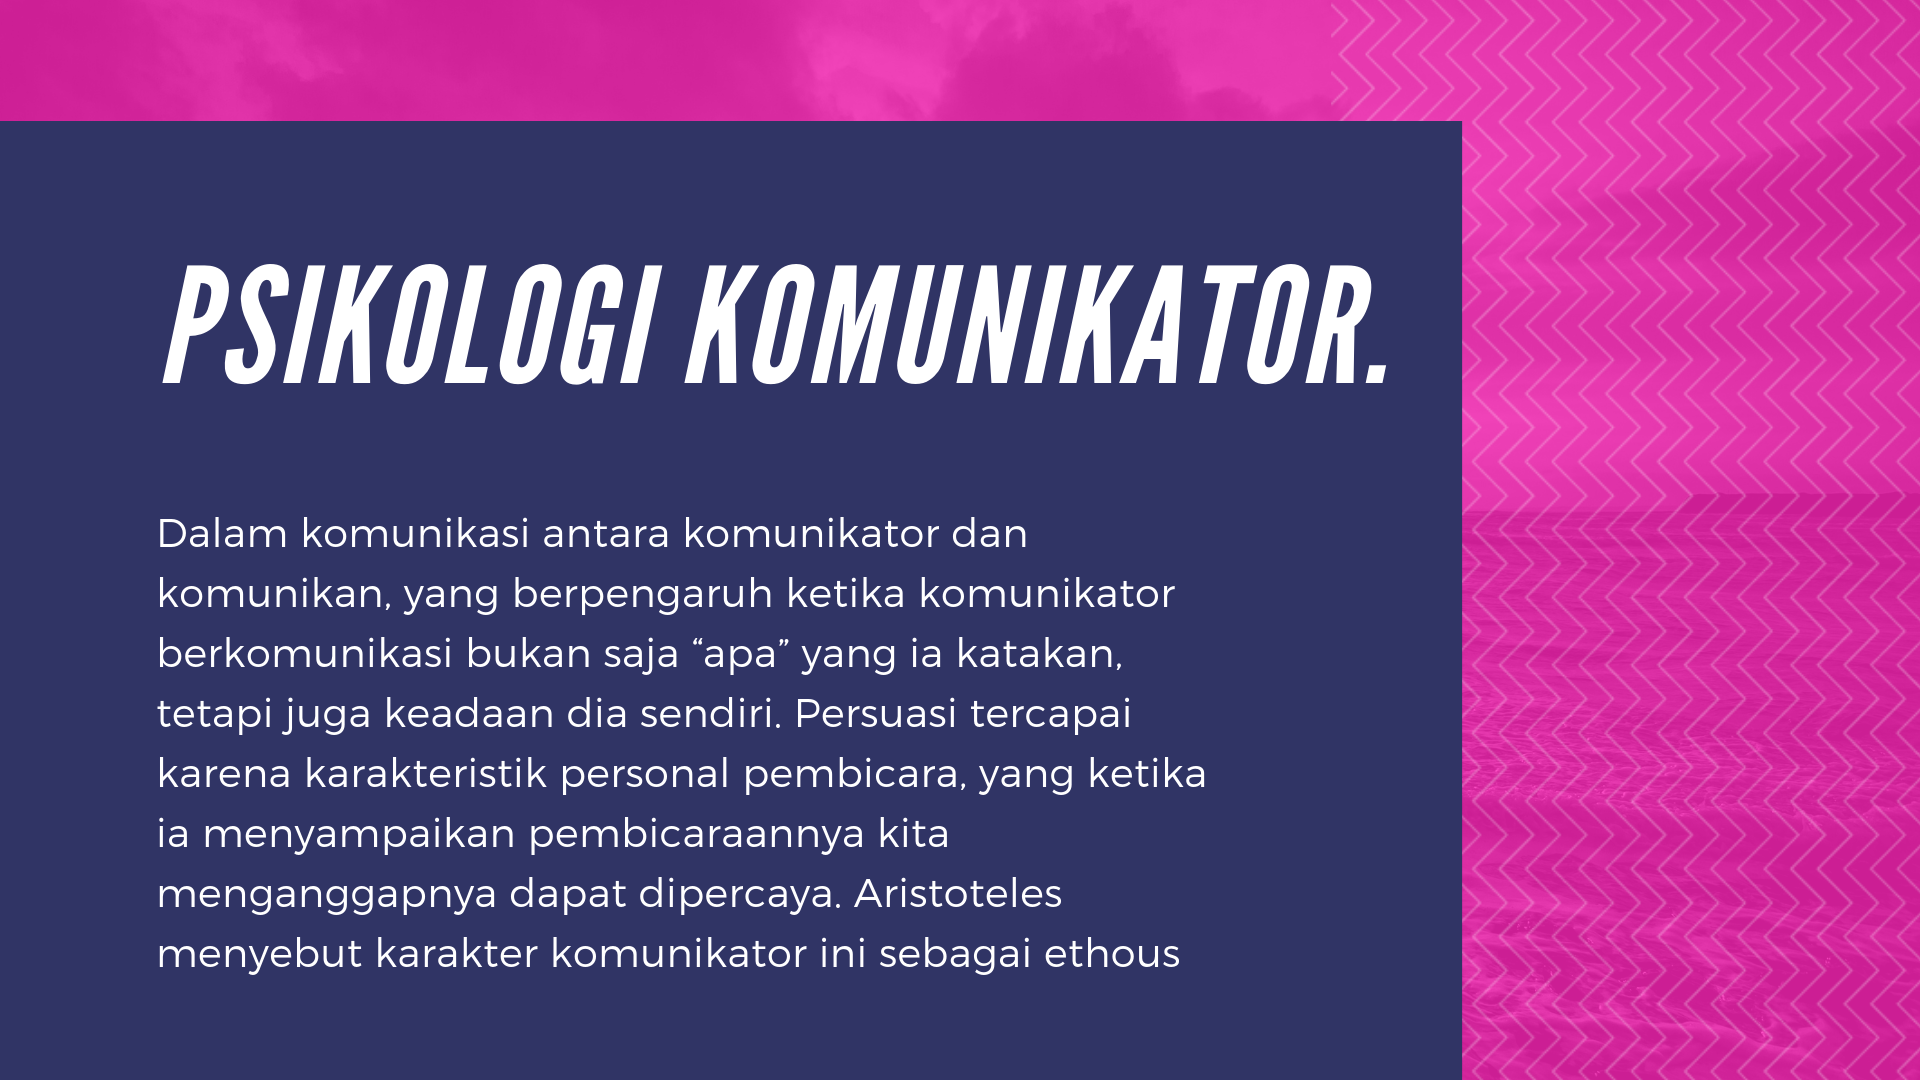 PSIKOLOGI KOMUNIKATOR.
Dalam komunikasi antara komunikator dan
komunikan, yang berpengaruh ketika komunikator
berkomunikasi bukan saja “apa” yang ia katakan,
tetapi juga keadaan dia sendiri. Persuasi tercapai
karena karakteristik personal pembicara, yang ketika
ia menyampaikan pembicaraannya kita
menganggapnya dapat dipercaya. Aristoteles
menyebut karakter komunikator ini sebagai ethous